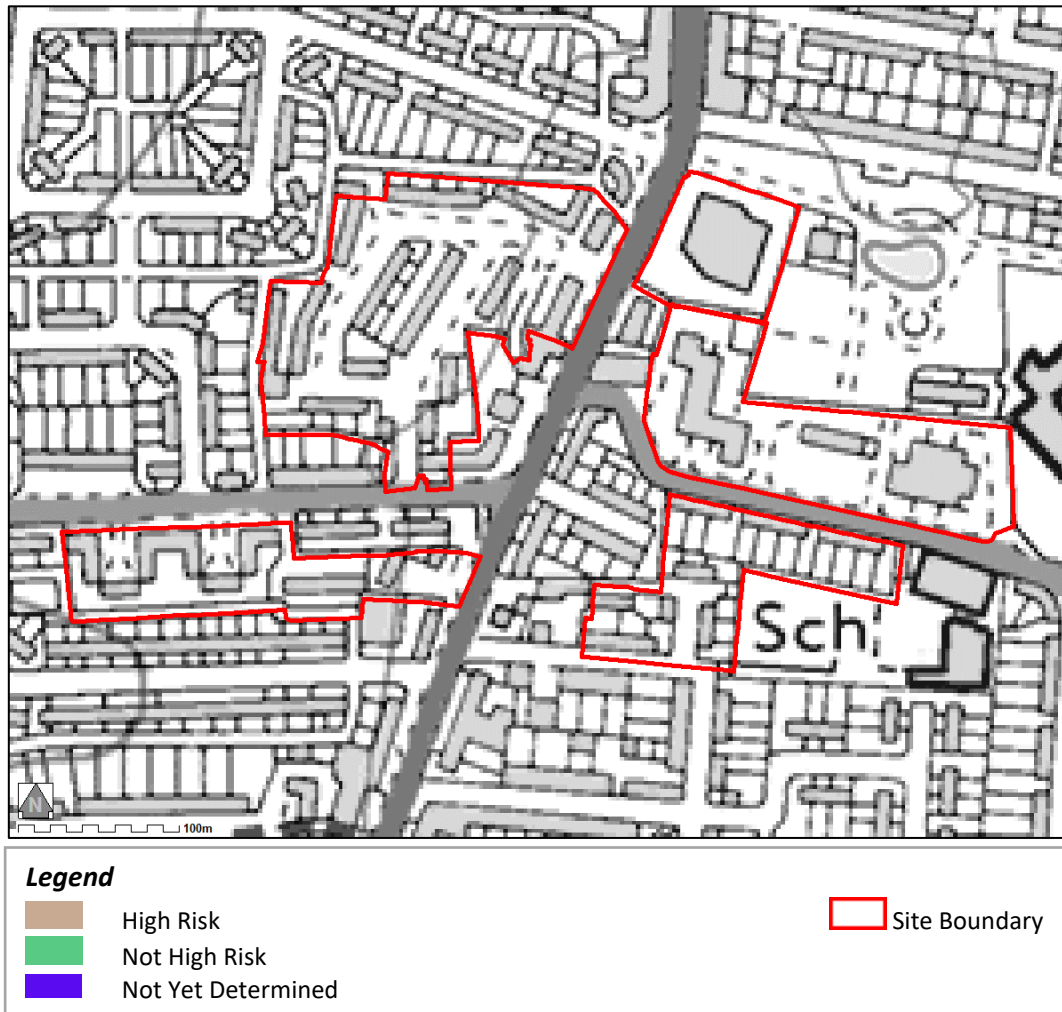 Sch
N
100m
Legend
High Risk
Not High Risk
Not Yet Determined
Site Boundary